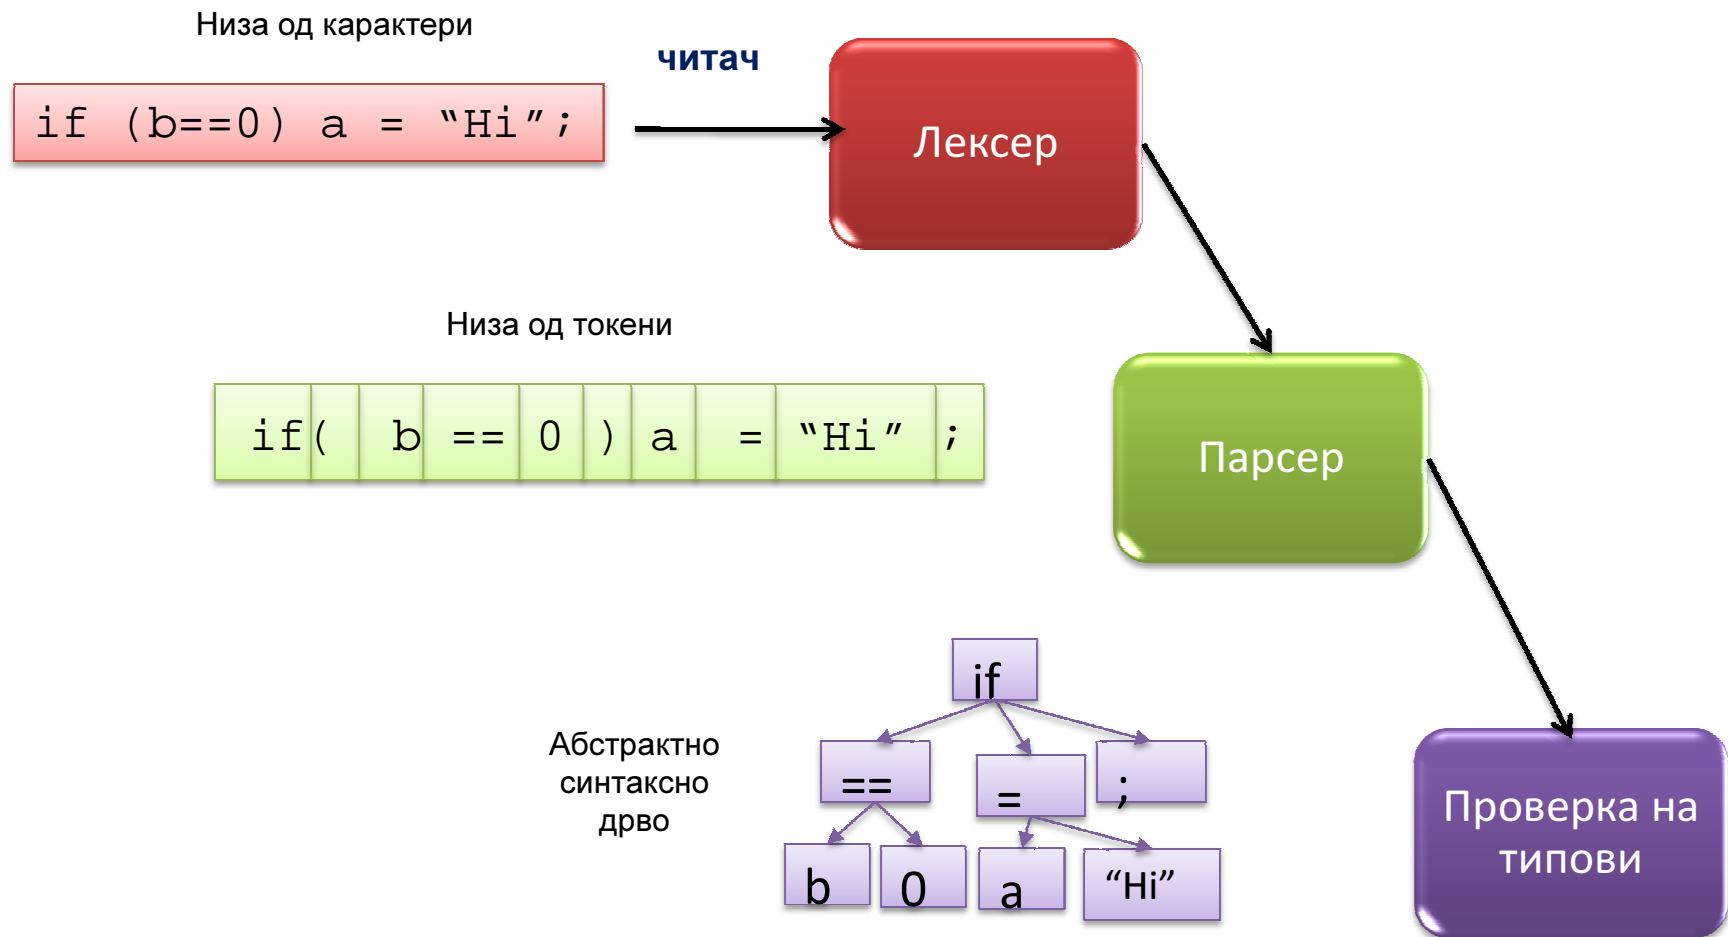 Низа од карактери
читач
if (b==0) a = “Hi”;
Лексер
Низа од токени
if( b == 0 ) a = “Hi” ;
Парсер
if
Абстрактно
синтаксно
дрво
== = ;
b 0 a “Hi”
Проверка на
типови